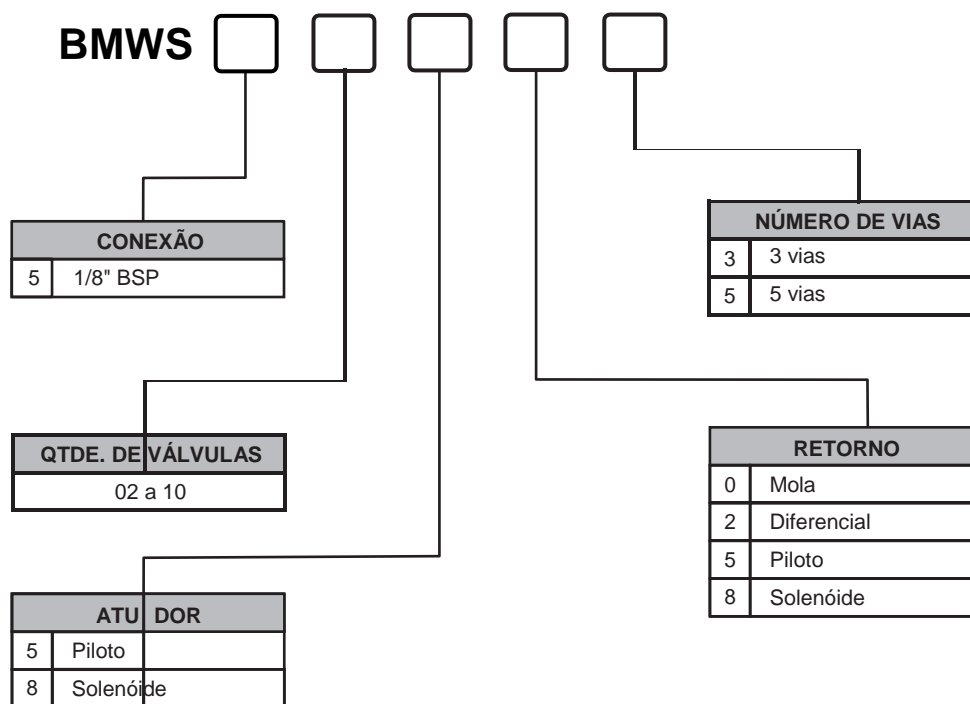 BMWS
CONEXÃO
5 1/8" BSP
QTDE. DE VÁLVULAS
02 a 10
ATU DOR
5 Piloto
8 Solenóide
NÚMERO DE VIAS
3 3 vias
5 5 vias
RETORNO
0 Mola
2 Diferencial
5 Piloto
8 Solenóide